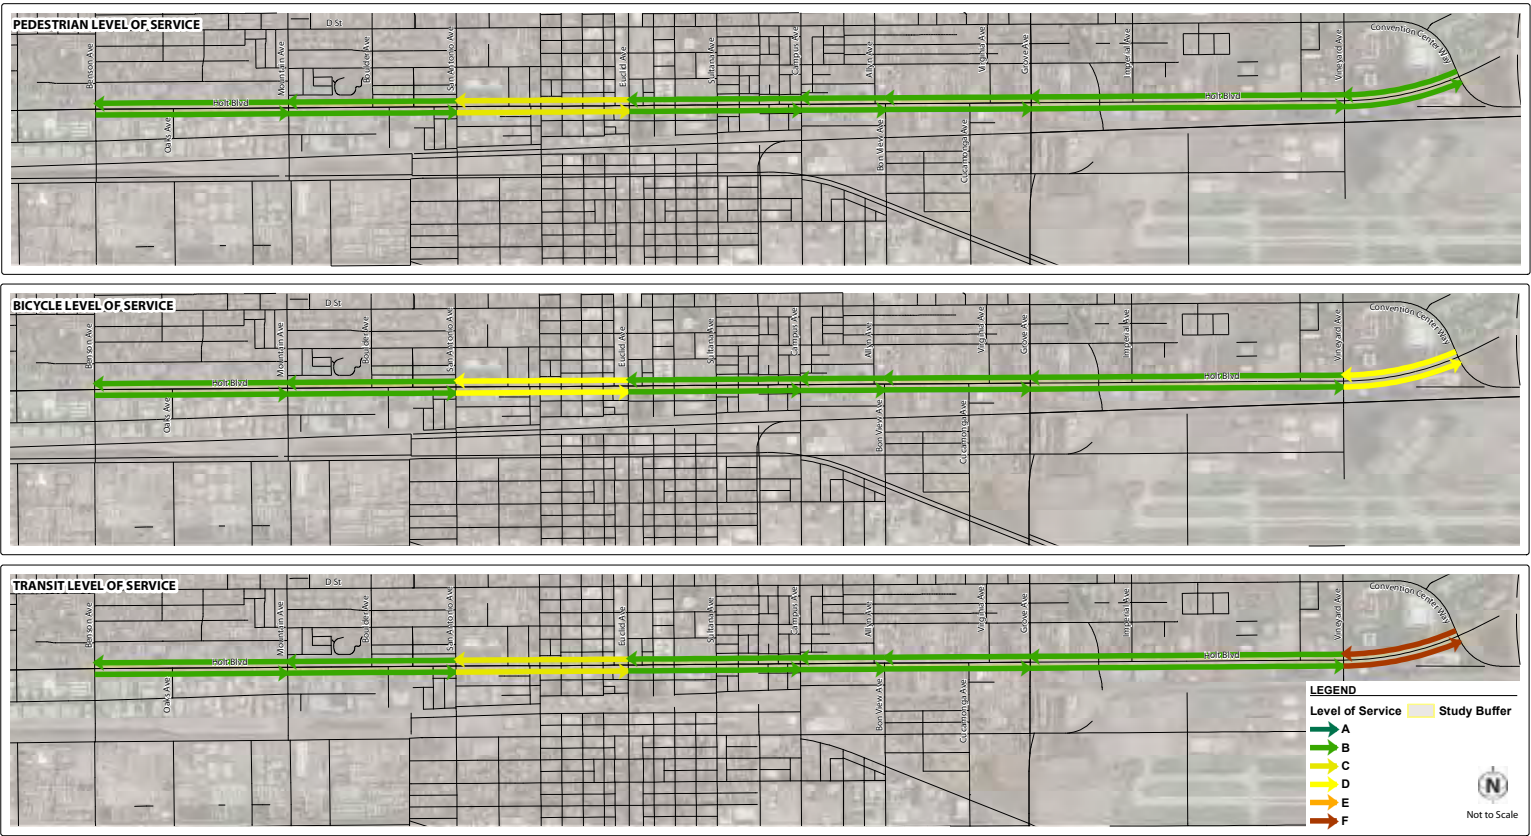 PEDESTRIAN LEVEL OF SERVICE
D St
Convention Center Way
Benson Ave
Mountain Ave
Boulder Ave
San Antonio Ave
Euclid Ave
Sultana Ave
Campus Ave
Allyn Ave
Virginia Ave
Grove Ave
Imperial Ave
Vineyard Ave
Holt Blvd
Holt Blvd
Oaks Ave
Bon View Ave
Cucamonga Ave
BICYCLE LEVEL OF SERVICE
D St
Convention Center Way
Benson Ave
Mountain Ave
Boulder Ave
San Antonio Ave
Euclid Ave
Sultana Ave
Campus Ave
Allyn Ave
Virginia Ave
Grove Ave
Imperial Ave
Vineyard Ave
Holt Blvd
Holt Blvd
Oaks Ave
Bon View Ave
Cucamonga Ave
TRANSIT LEVEL OF SERVICE
D St
Convention Center Way
Benson Ave
Mountain Ave
Boulder Ave
San Antonio Ave
Euclid Ave
Sultana Ave
Campus Ave
Allyn Ave
Virginia Ave
Grove Ave
Imperial Ave
Vineyard Ave
Holt Blvd
Holt Blvd
Oaks Ave
Bon View Ave
Cucamonga Ave
LEGEND
Level of Service Study Buffer
A
B
C
D
E
F
N
Not to Scale